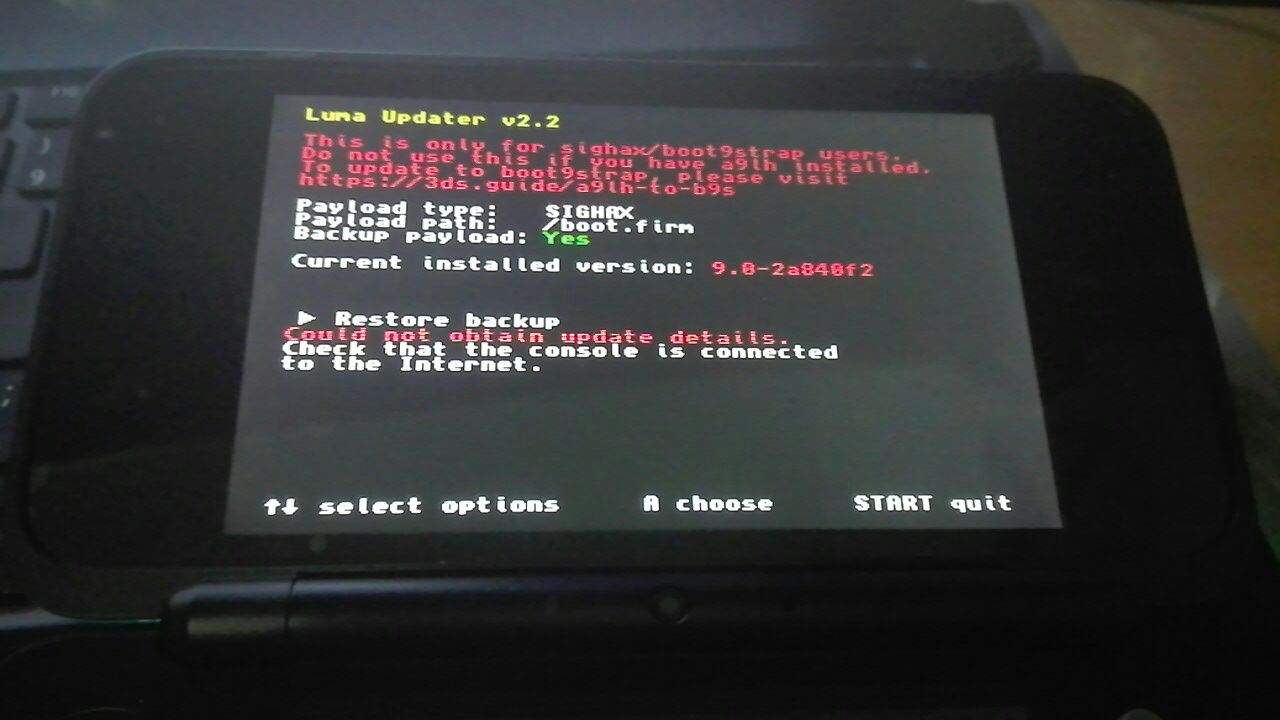 Luma Updater v2.2
This is only for sighax/boot9strap users.
Do not use this if you have a9lh installed.
To update to boot9strap, please visit
https://3ds.guide/a9lh-to-b9s
Payload type: SIGHAX
Payload path: /boot.firm
Backup payload: Yes
Current installed version: 9.0-2a840f2
► Restore backup
Could not obtain update details.
Check that the console is connected
to the Internet.
↑↓ select options A choose START quit
)
9